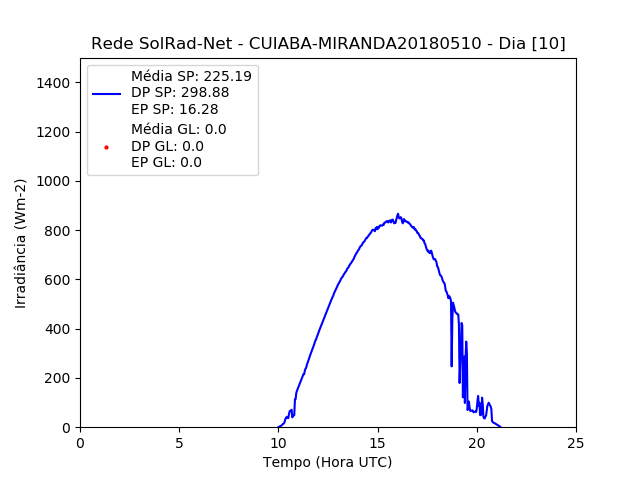 Rede SolRad-Net - CUIABA-MIRANDA20180510 - Dia [10]
Média SP: 225.19
DP SP: 298.88
EP SP: 16.28
Média GL: 0.0
DP GL: 0.0
EP GL: 0.0
1400
1200
1000
800
600
400
200
0
Irradiância (Wm-2)
0 5 10 15 20 25
Tempo (Hora UTC)